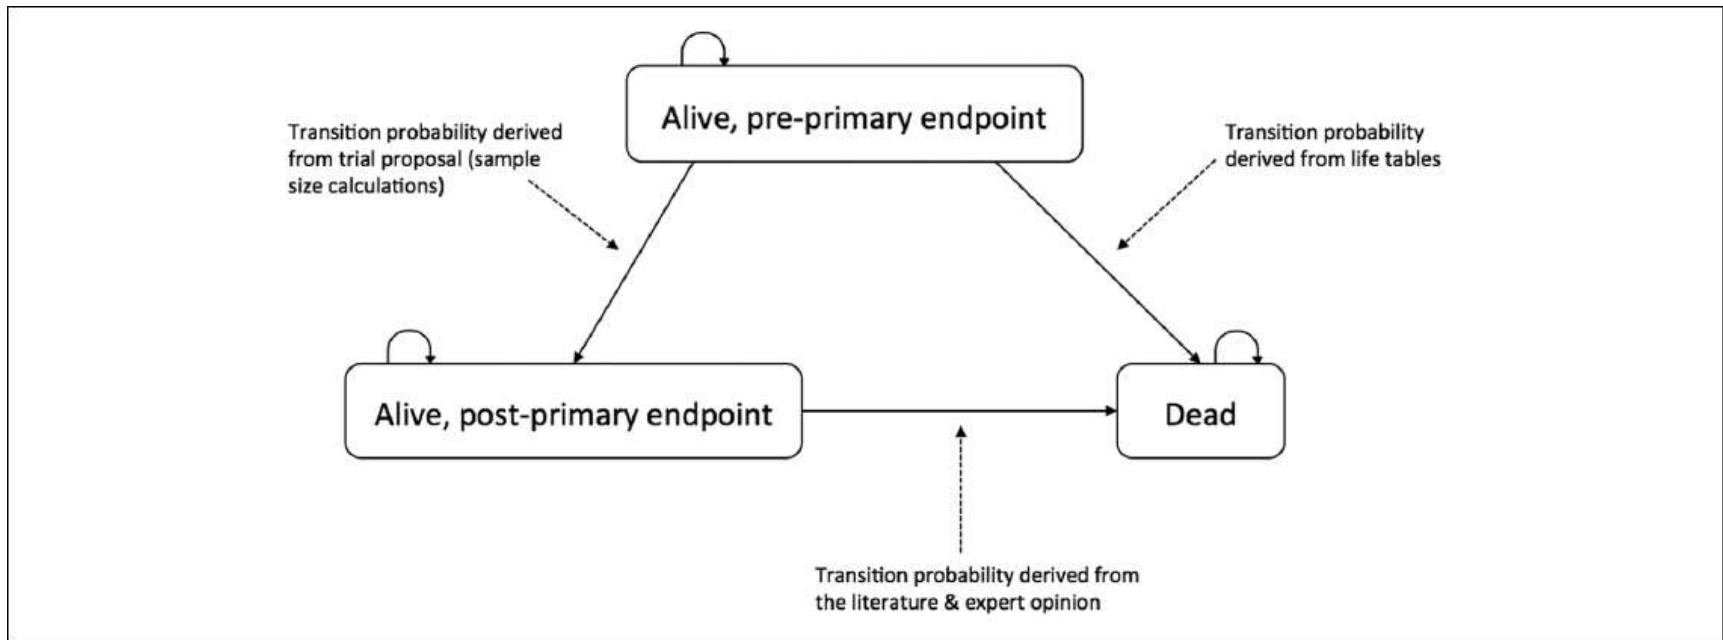 Alive, pre-primary endpoint
Transition probability derived
from trial proposal (sample
size calculations)
Transition probability
derived from life tables
Alive, post-primary endpoint
Dead
Transition probability derived from
the literature & expert opinion